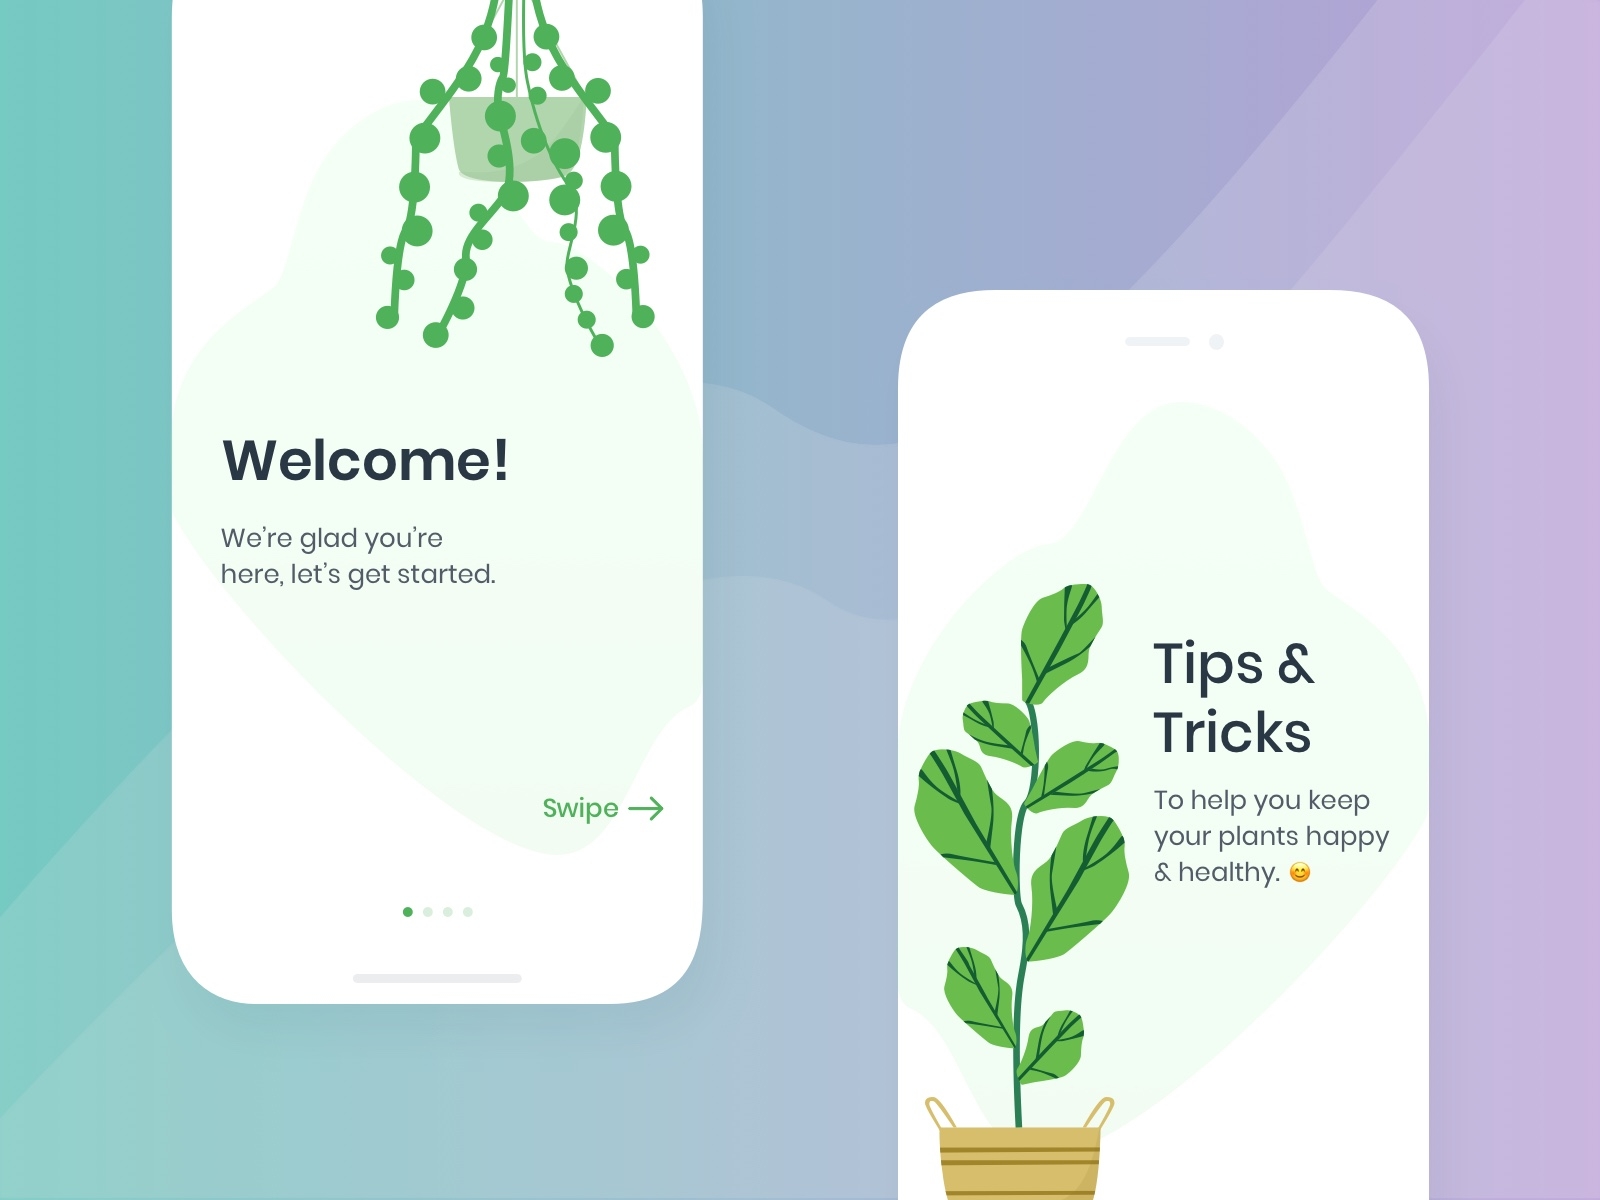 Welcome!
We’re glad you’re
here, let’s get started.
Swipe →
Tips &
Tricks
To help you keep
your plants happy
& healthy. 😊